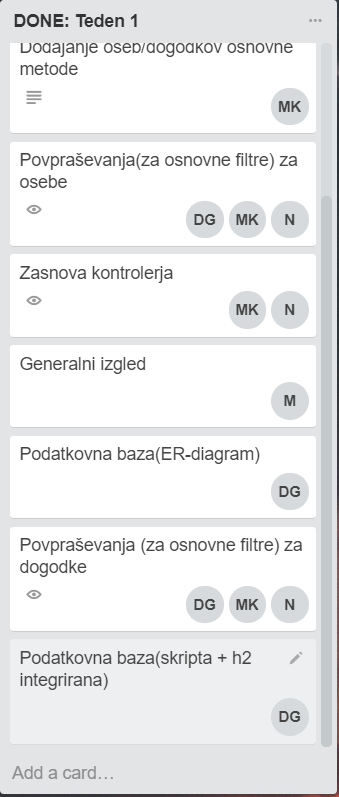 DONE: Teden 1
Dodajanje oseb/dogodkov osnovne
metode
MK
Povpraševanja(za osnovne filtre) za
osebe
DG MK N
Zasnova kontrolerja
MK N
Generalni izgled
M
Podatkovna baza(ER-diagram)
DG
Povpraševanja (za osnovne filtre) za
dogodke
DG MK N
Podatkovna baza(skripta + h2
integrirana)
DG
Add a card…